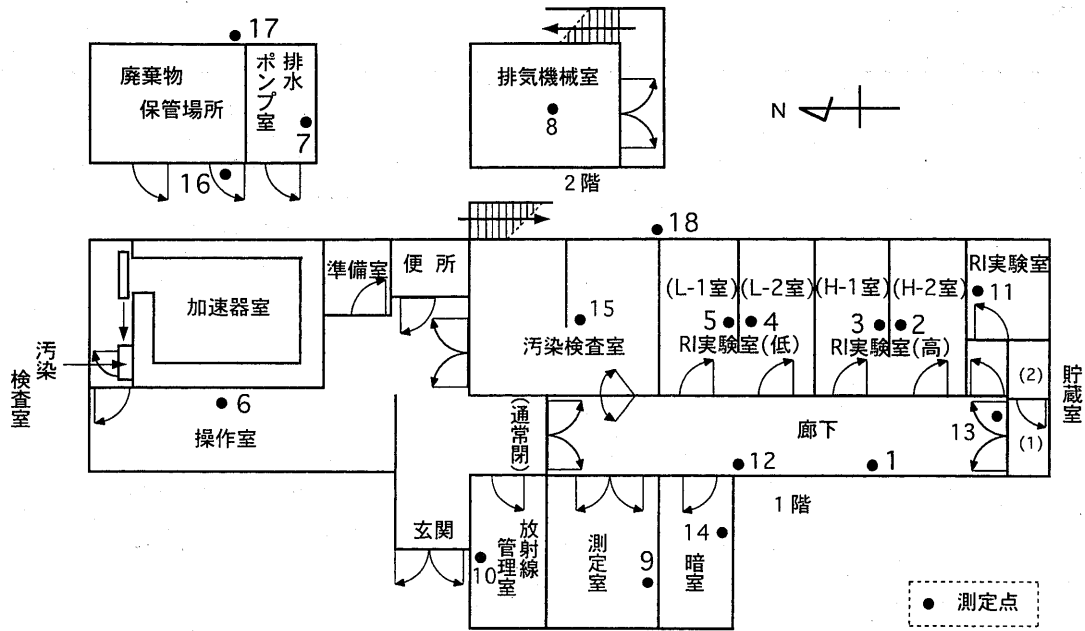 17
廃棄物
保管場所
排水
ポンプ室
7
16
排気機械室
8
2階
N
18
準備室
便所
加速器室
汚染
検査室
6
操作室
15
汚染検査室
(L-1室)
(L-2室)
(H-1室)
(H-2室)
5
4
3
2
RI実験室(低)
RI実験室(高)
RI実験室
11
(2)
(1)
貯蔵室
13
(通常閉)
廊下
12
1
1階
玄関
放射線
管理室
10
測定室
9
14
暗室
測定点